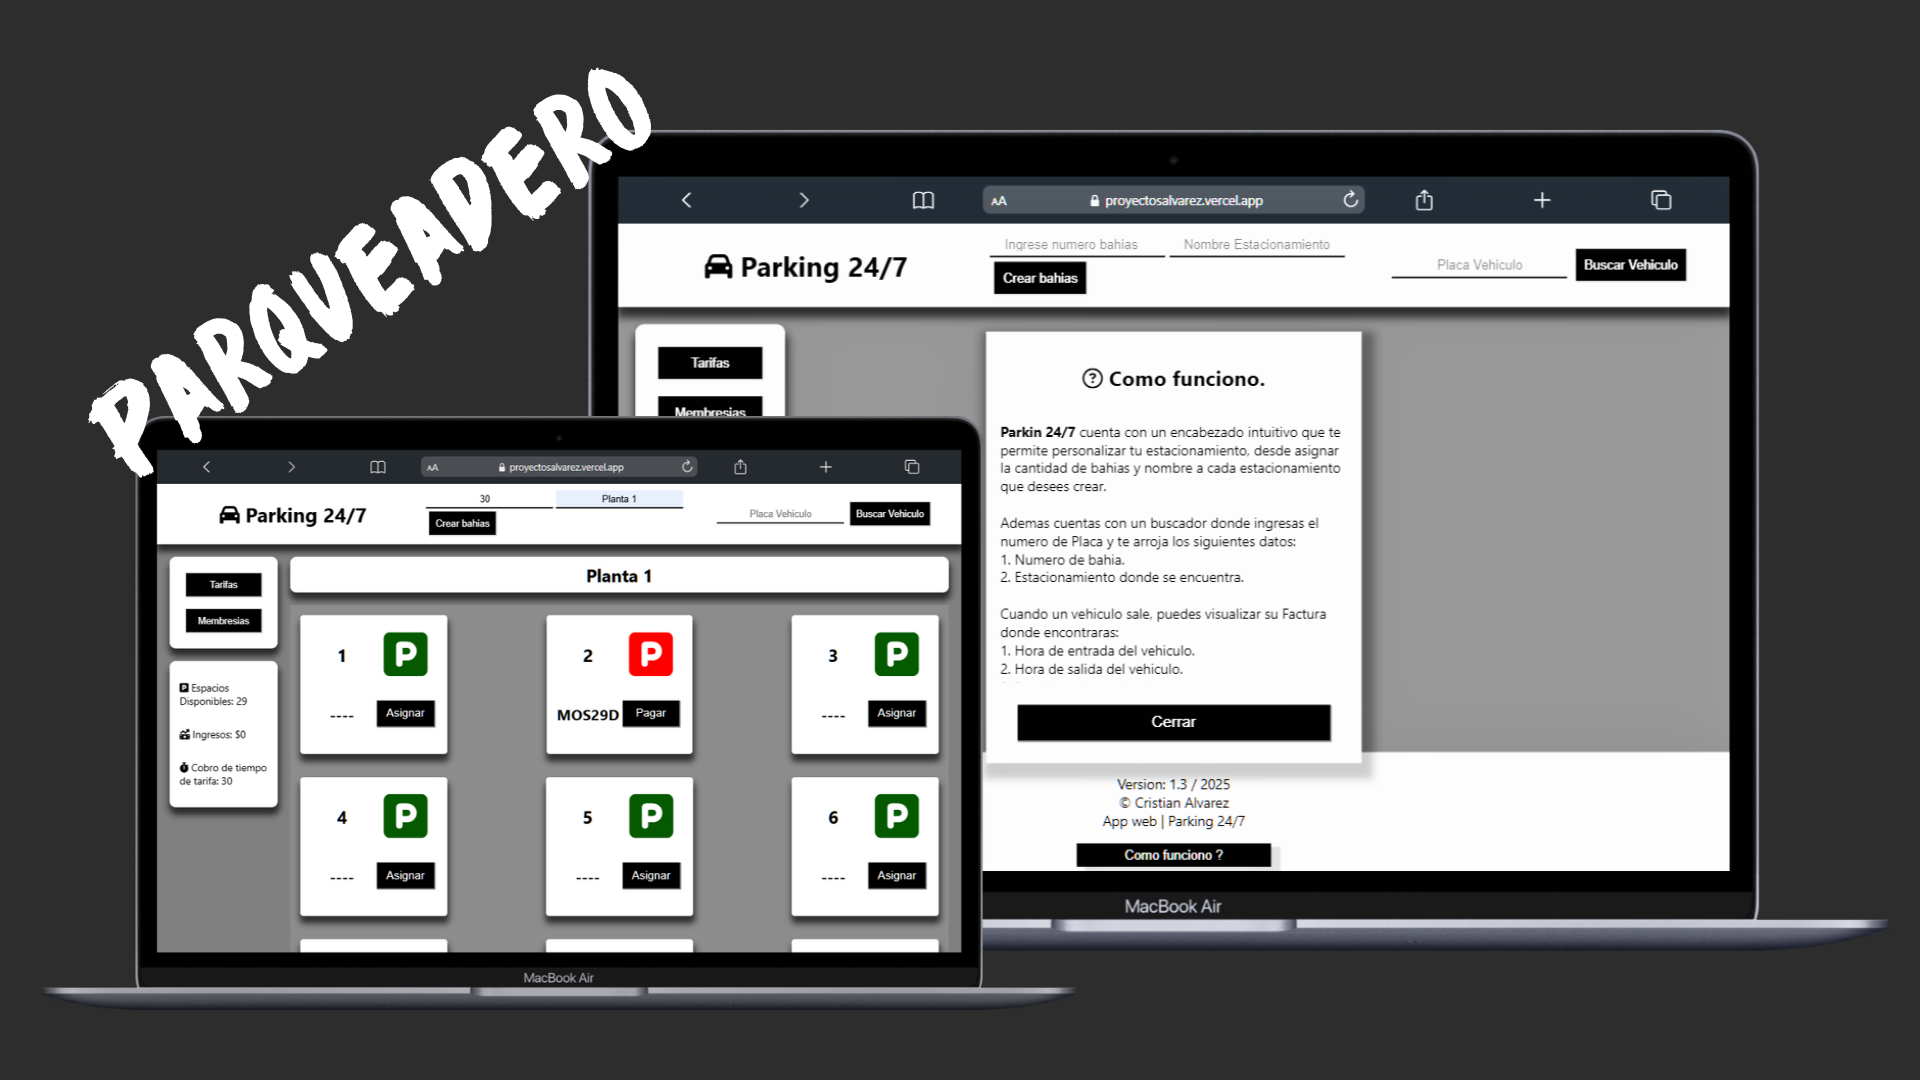 PARQUEADERO
AA proyectosalvarez.vercel.app
Parking 24/7
Ingrese numero bahias
Nombre Estacionamiento
Crear bahias
Placa Vehiculo
Buscar Vehiculo
Tarifas
Membresias
Como funciono.
Parkin 24/7 cuenta con un encabezado intuitivo que te
permite personalizar tu estacionamiento, desde asignar
la cantidad de bahias y nombre a cada estacionamiento
que desees crear.
Ademas cuentas con un buscador donde ingresas el
numero de Placa y te arroja los siguientes datos:
1. Numero de bahia.
2. Estacionamiento donde se encuentra.
Cuando un vehiculo sale, puedes visualizar su Factura
donde encontraras:
1. Hora de entrada del vehiculo.
2. Hora de salida del vehiculo.
Cerrar
Version: 1.3 / 2025
© Cristian Alvarez
App web | Parking 24/7
Como funciono ?
MacBook Air
AA proyectosalvarez.vercel.app
Parking 24/7
30
Planta 1
Crear bahias
Placa Vehiculo
Buscar Vehiculo
Tarifas
Membresias
P Espacios
Disponibles: 29
Ingresos: $0
Cobro de tiempo
de tarifa: 30
Planta 1
1 P
---- Asignar
2 P
MOS29D Pagar
3 P
---- Asignar
4 P
---- Asignar
5 P
---- Asignar
6 P
---- Asignar
MacBook Air